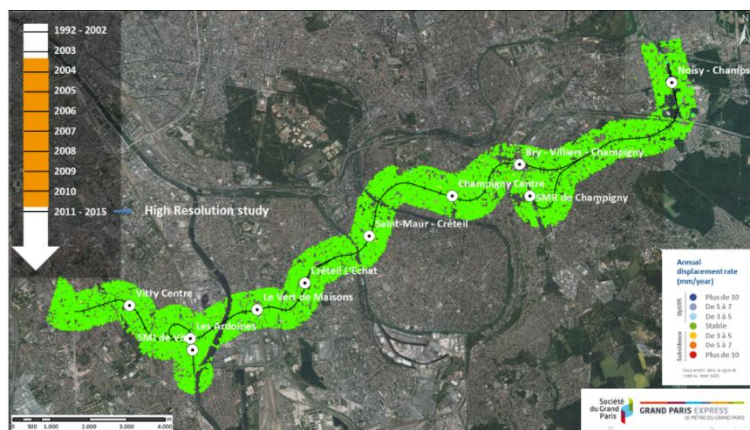 1992 - 2002
2003
2004
2005
2006
2007
2008
2009
2010
2011 - 2015
High Resolution study
Noisy - Champs
Bry - Villiers - Champigny
Champigny Centre
SMR de Champigny
Saint-Maur - Créteil
Créteil L'Echat
Le Vert de Maisons
Vitry Centre
Les Ardoines
SMI de Vitry
Annual
displacement rate
(mm/year)
Uplift
Plus de 10
De 5 à 7
De 3 à 5
Stable
Subsidence
De 3 à 5
De 5 à 7
Plus de 10
0 500 1.000 2.000 3.000 4.000
Société
du Grand
Paris
GRAND PARIS EXPRESS
LE MÉTRO DU GRAND PARIS